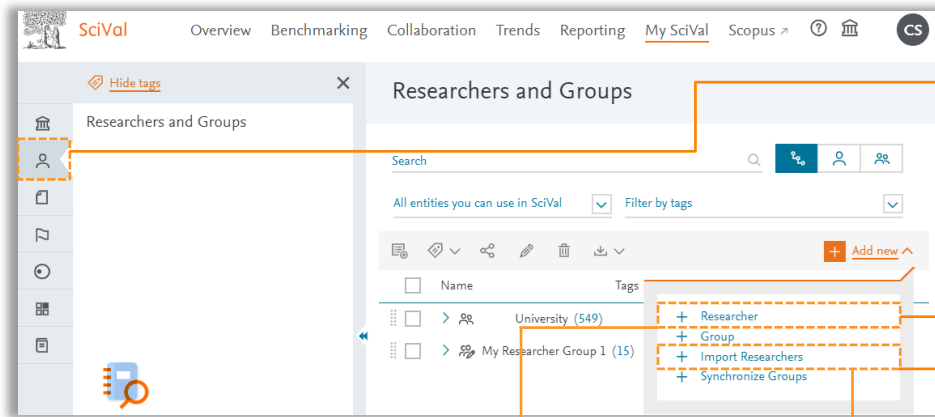 SciVal Overview Benchmarking Collaboration Trends Reporting My SciVal Scopus ↗ CS
Hide tags
Researchers and Groups
Researchers and Groups
Search
All entities you can use in SciVal Filter by tags
+ Add new
Name Tags
University (549)
My Researcher Group 1 (15)
+ Researcher
+ Group
+ Import Researchers
+ Synchronize Groups